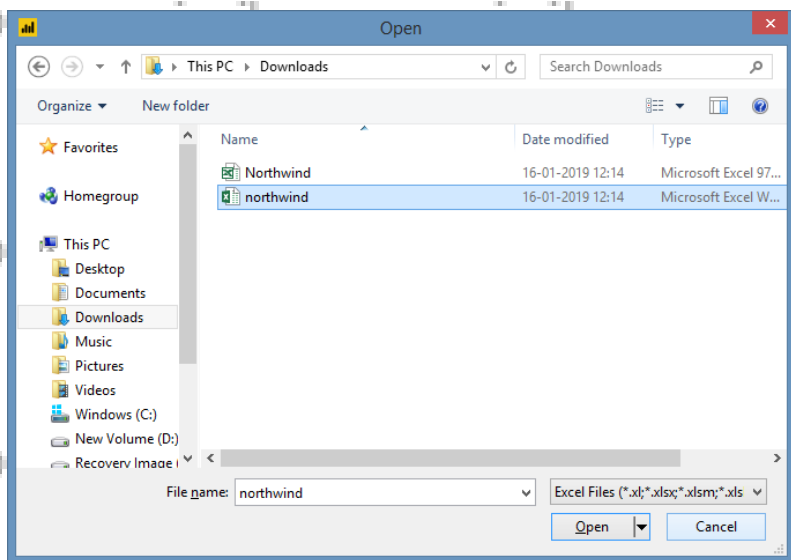 Open
This PC Downloads
Search Downloads
Organize New folder
Name Date modified Type
Northwind 16-01-2019 12:14 Microsoft Excel 97...
northwind 16-01-2019 12:14 Microsoft Excel W...
Favorites
Homegroup
This PC
Desktop
Documents
Downloads
Music
Pictures
Videos
Windows (C:)
New Volume (D:)
Recovery Image (
File name: northwind
Excel Files (*.xl;*.xlsx;*.xlsm;*.xls
Open Cancel